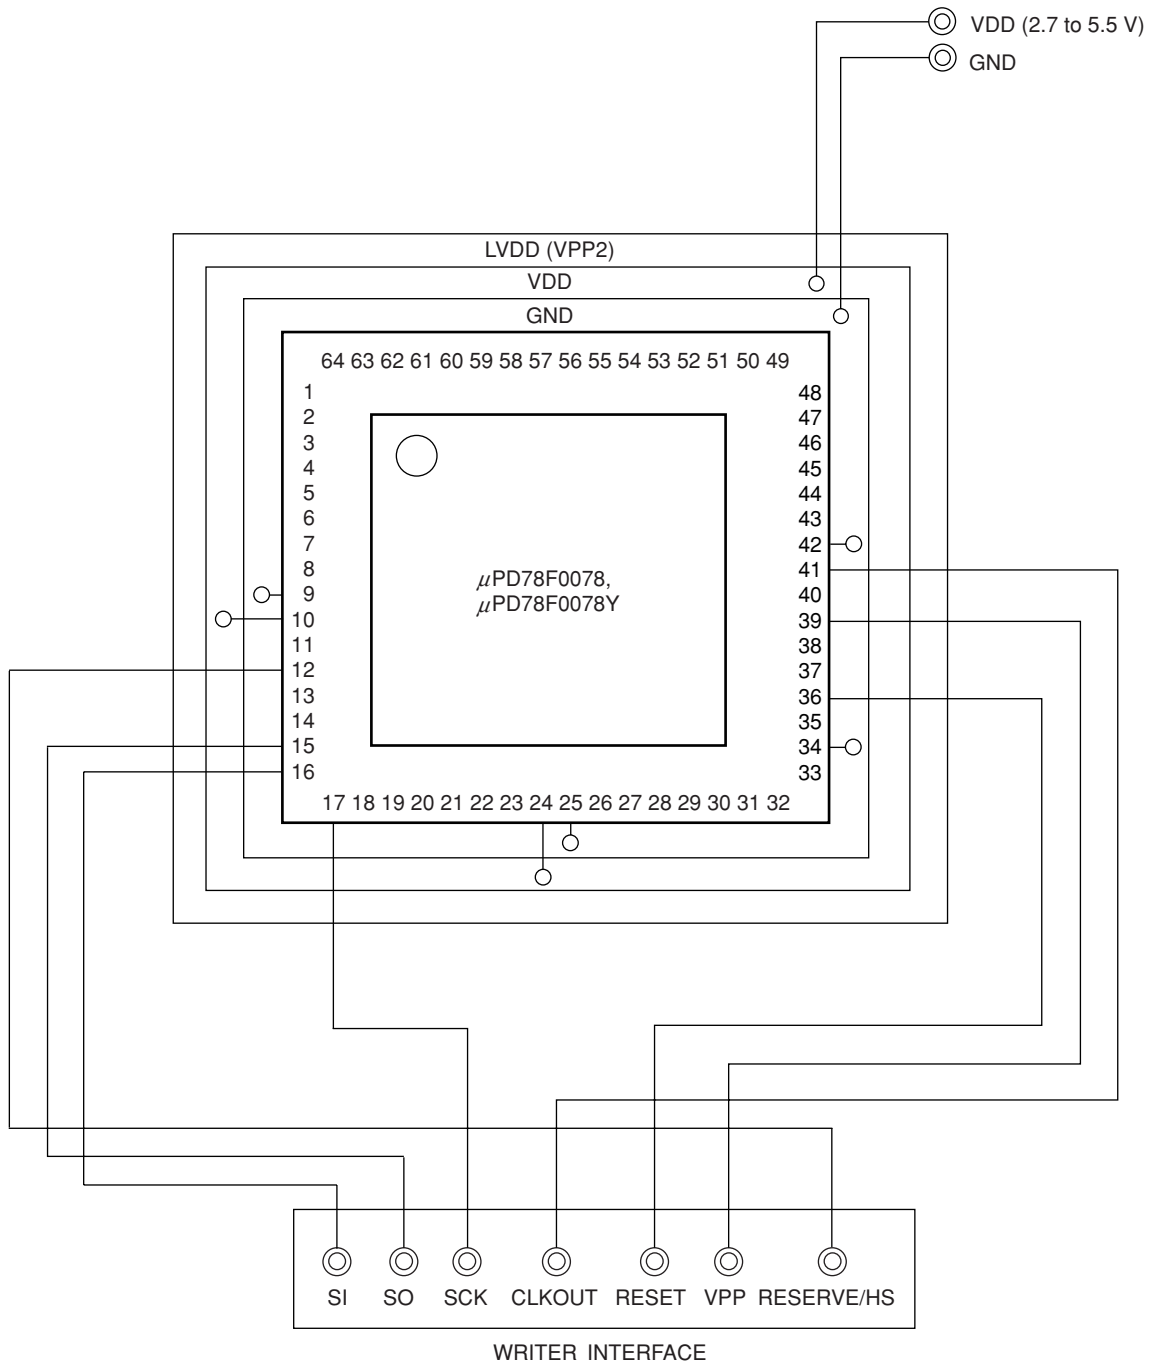 VDD (2.7 to 5.5 V)
GND
LVDD (VPP2)
VDD
GND
64 63 62 61 60 59 58 57 56 55 54 53 52 51 50 49
1 48
2 47
3 46
4 45
5 44
6 43
7 42
8 41
9 40
10 39
11 38
12 37
13 36
14 35
15 34
16 33
μPD78F0078,
μPD78F0078Y
17 18 19 20 21 22 23 24 25 26 27 28 29 30 31 32
SI SO SCK CLKOUT RESET VPP RESERVE/HS
WRITER INTERFACE